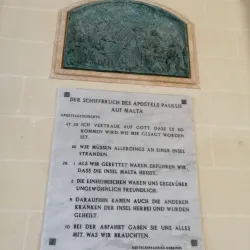 DER SCHIFFBRUCH DES APOSTELS PAULUS
AUF MALTA
APOSTELGESCHICHTE
27, 25 ICH VERTRAUE AUF GOTT, DASS ES SO
KOMMEN WIRD WIE MIR GESAGT WORDEN
IST.
26 WIR MÜSSEN ALLERDINGS AN EINER INSEL
STRANDEN.
28, 1 ALS WIR GERETTET WAREN, ERFUHREN WIR,
DASS DIE INSEL MALTA HEISST.
2 DIE EINHEIMISCHEN WAREN UNS GEGENÜBER
UNGEWÖHNLICH FREUNDLICH.
9 DARAUFHIN KAMEN AUCH DIE ANDEREN
KRANKEN DER INSEL HERBEI UND WURDEN
GEHEILT.
10 BEI DER ABFAHRT GABEN SIE UNS ALLES
MIT, WAS WIR BRAUCHTEN.